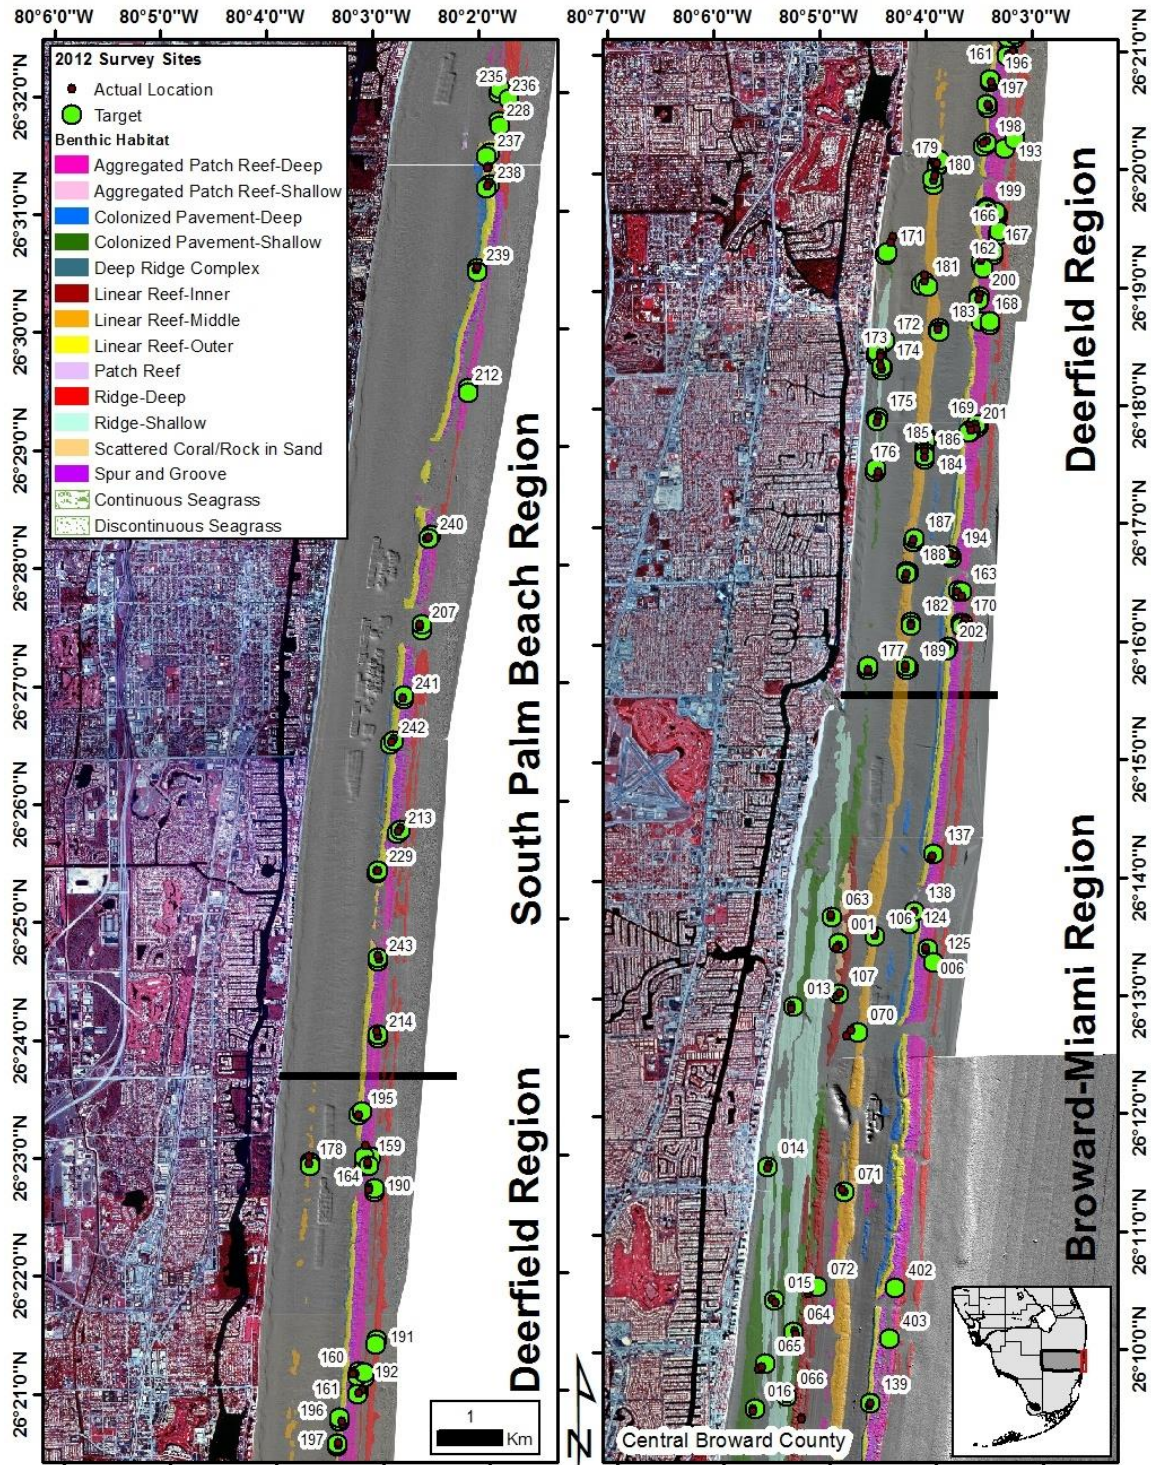 80°6'0"W 80°5'0"W 80°4'0"W 80°3'0"W 80°2'0"W
80°7'0"W 80°6'0"W 80°5'0"W 80°4'0"W 80°3'0"W
2012 Survey Sites
Actual Location
Target
Benthic Habitat
Aggregated Patch Reef-Deep
Aggregated Patch Reef-Shallow
Colonized Pavement-Deep
Colonized Pavement-Shallow
Deep Ridge Complex
Linear Reef-Inner
Linear Reef-Middle
Linear Reef-Outer
Patch Reef
Ridge-Deep
Ridge-Shallow
Scattered Coral/Rock in Sand
Spur and Groove
Continuous Seagrass
Discontinuous Seagrass
26°32'0"N
26°31'0"N
26°30'0"N
26°29'0"N
26°28'0"N
26°27'0"N
26°26'0"N
26°25'0"N
26°24'0"N
26°23'0"N
26°22'0"N
26°21'0"N
235
236
228
237
238
239
212
240
207
241
242
213
229
243
214
195
178
159
164
190
191
160
192
161
196
197
South Palm Beach Region
Deerfield Region
1
Km
N
161
196
197
198
193
179
180
199
166
167
171
162
181
200
183
168
172
173
174
175
169
201
185
186
184
176
187
194
188
163
182
170
202
177
189
137
138
063
106
124
001
125
006
107
013
070
014
071
072
015
402
064
403
065
066
016
139
Deerfield Region
Broward-Miami Region
Central Broward County
26°21'0"N
26°20'0"N
26°19'0"N
26°18'0"N
26°17'0"N
26°16'0"N
26°15'0"N
26°14'0"N
26°13'0"N
26°12'0"N
26°11'0"N
26°10'0"N